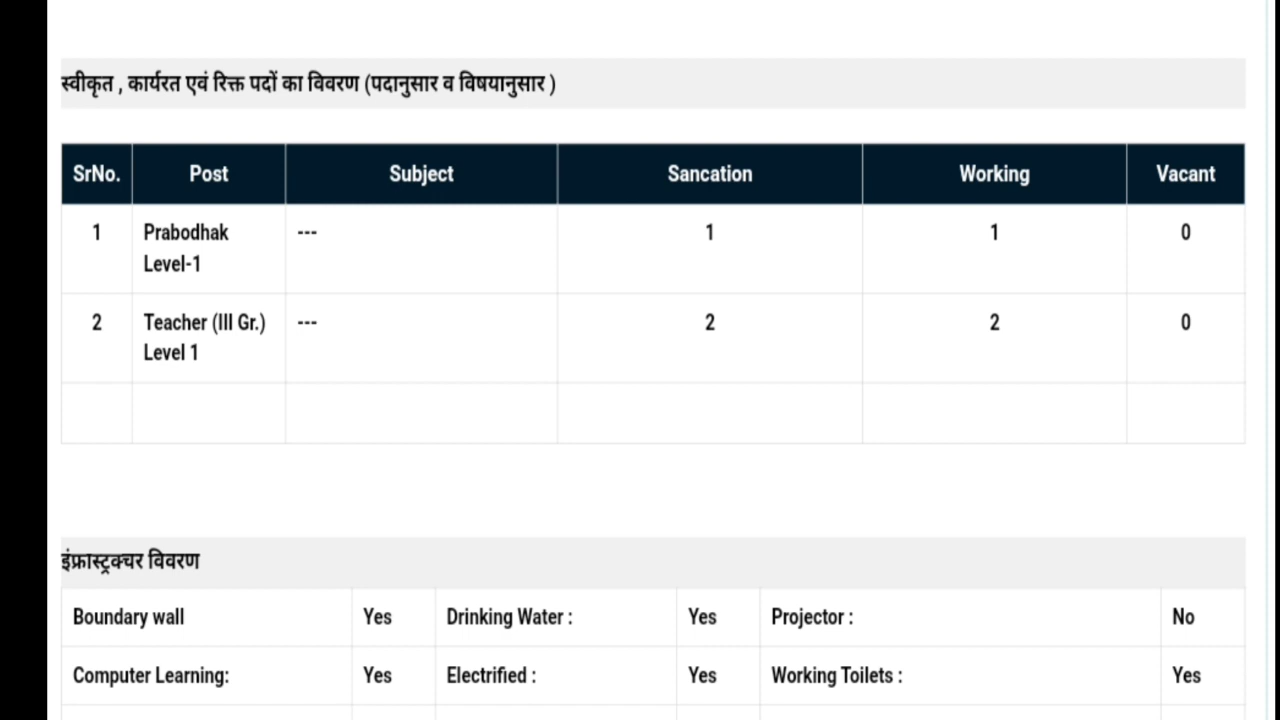 स्वीकृत , कार्यरत एवं रिक्त पदों का विवरण (पदानुसार व विषयानुसार )
SrNo. Post Subject Sancation Working Vacant
1 Prabodhak --- 1 1 0
Level-1
2 Teacher (III Gr.) --- 2 2 0
Level 1
इंफ्रास्ट्रक्चर विवरण
Boundary wall Yes Drinking Water : Yes Projector : No
Computer Learning: Yes Electrified : Yes Working Toilets : Yes